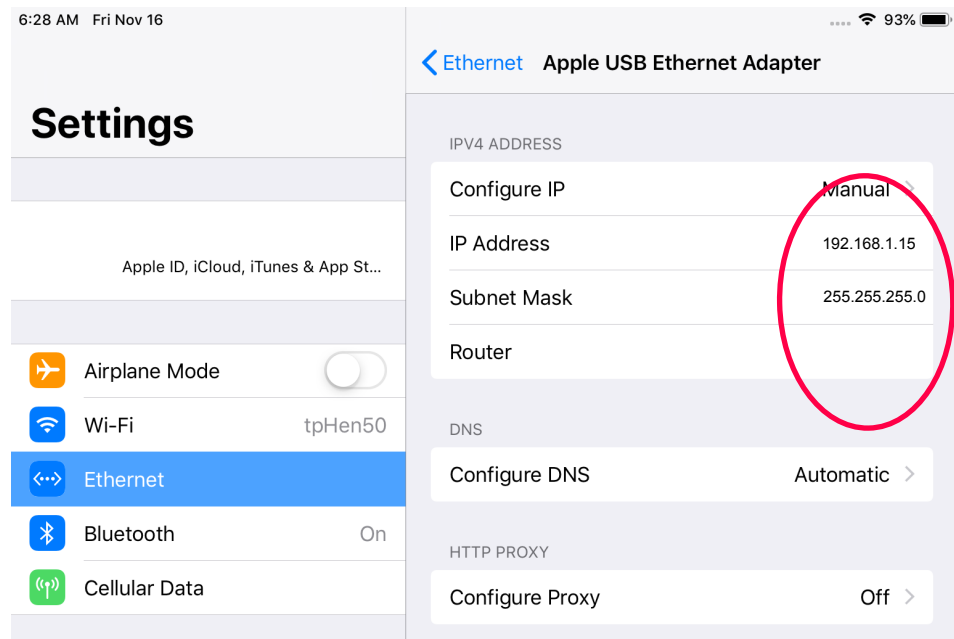 6:28 AM Fri Nov 16
93%
Settings
Apple ID, iCloud, iTunes & App St...
Airplane Mode
Wi-Fi tpHen50
Ethernet
Bluetooth On
Cellular Data
Ethernet Apple USB Ethernet Adapter
IPV4 ADDRESS
Configure IP Manual
IP Address 192.168.1.15
Subnet Mask 255.255.255.0
Router
DNS
Configure DNS Automatic
HTTP PROXY
Configure Proxy Off